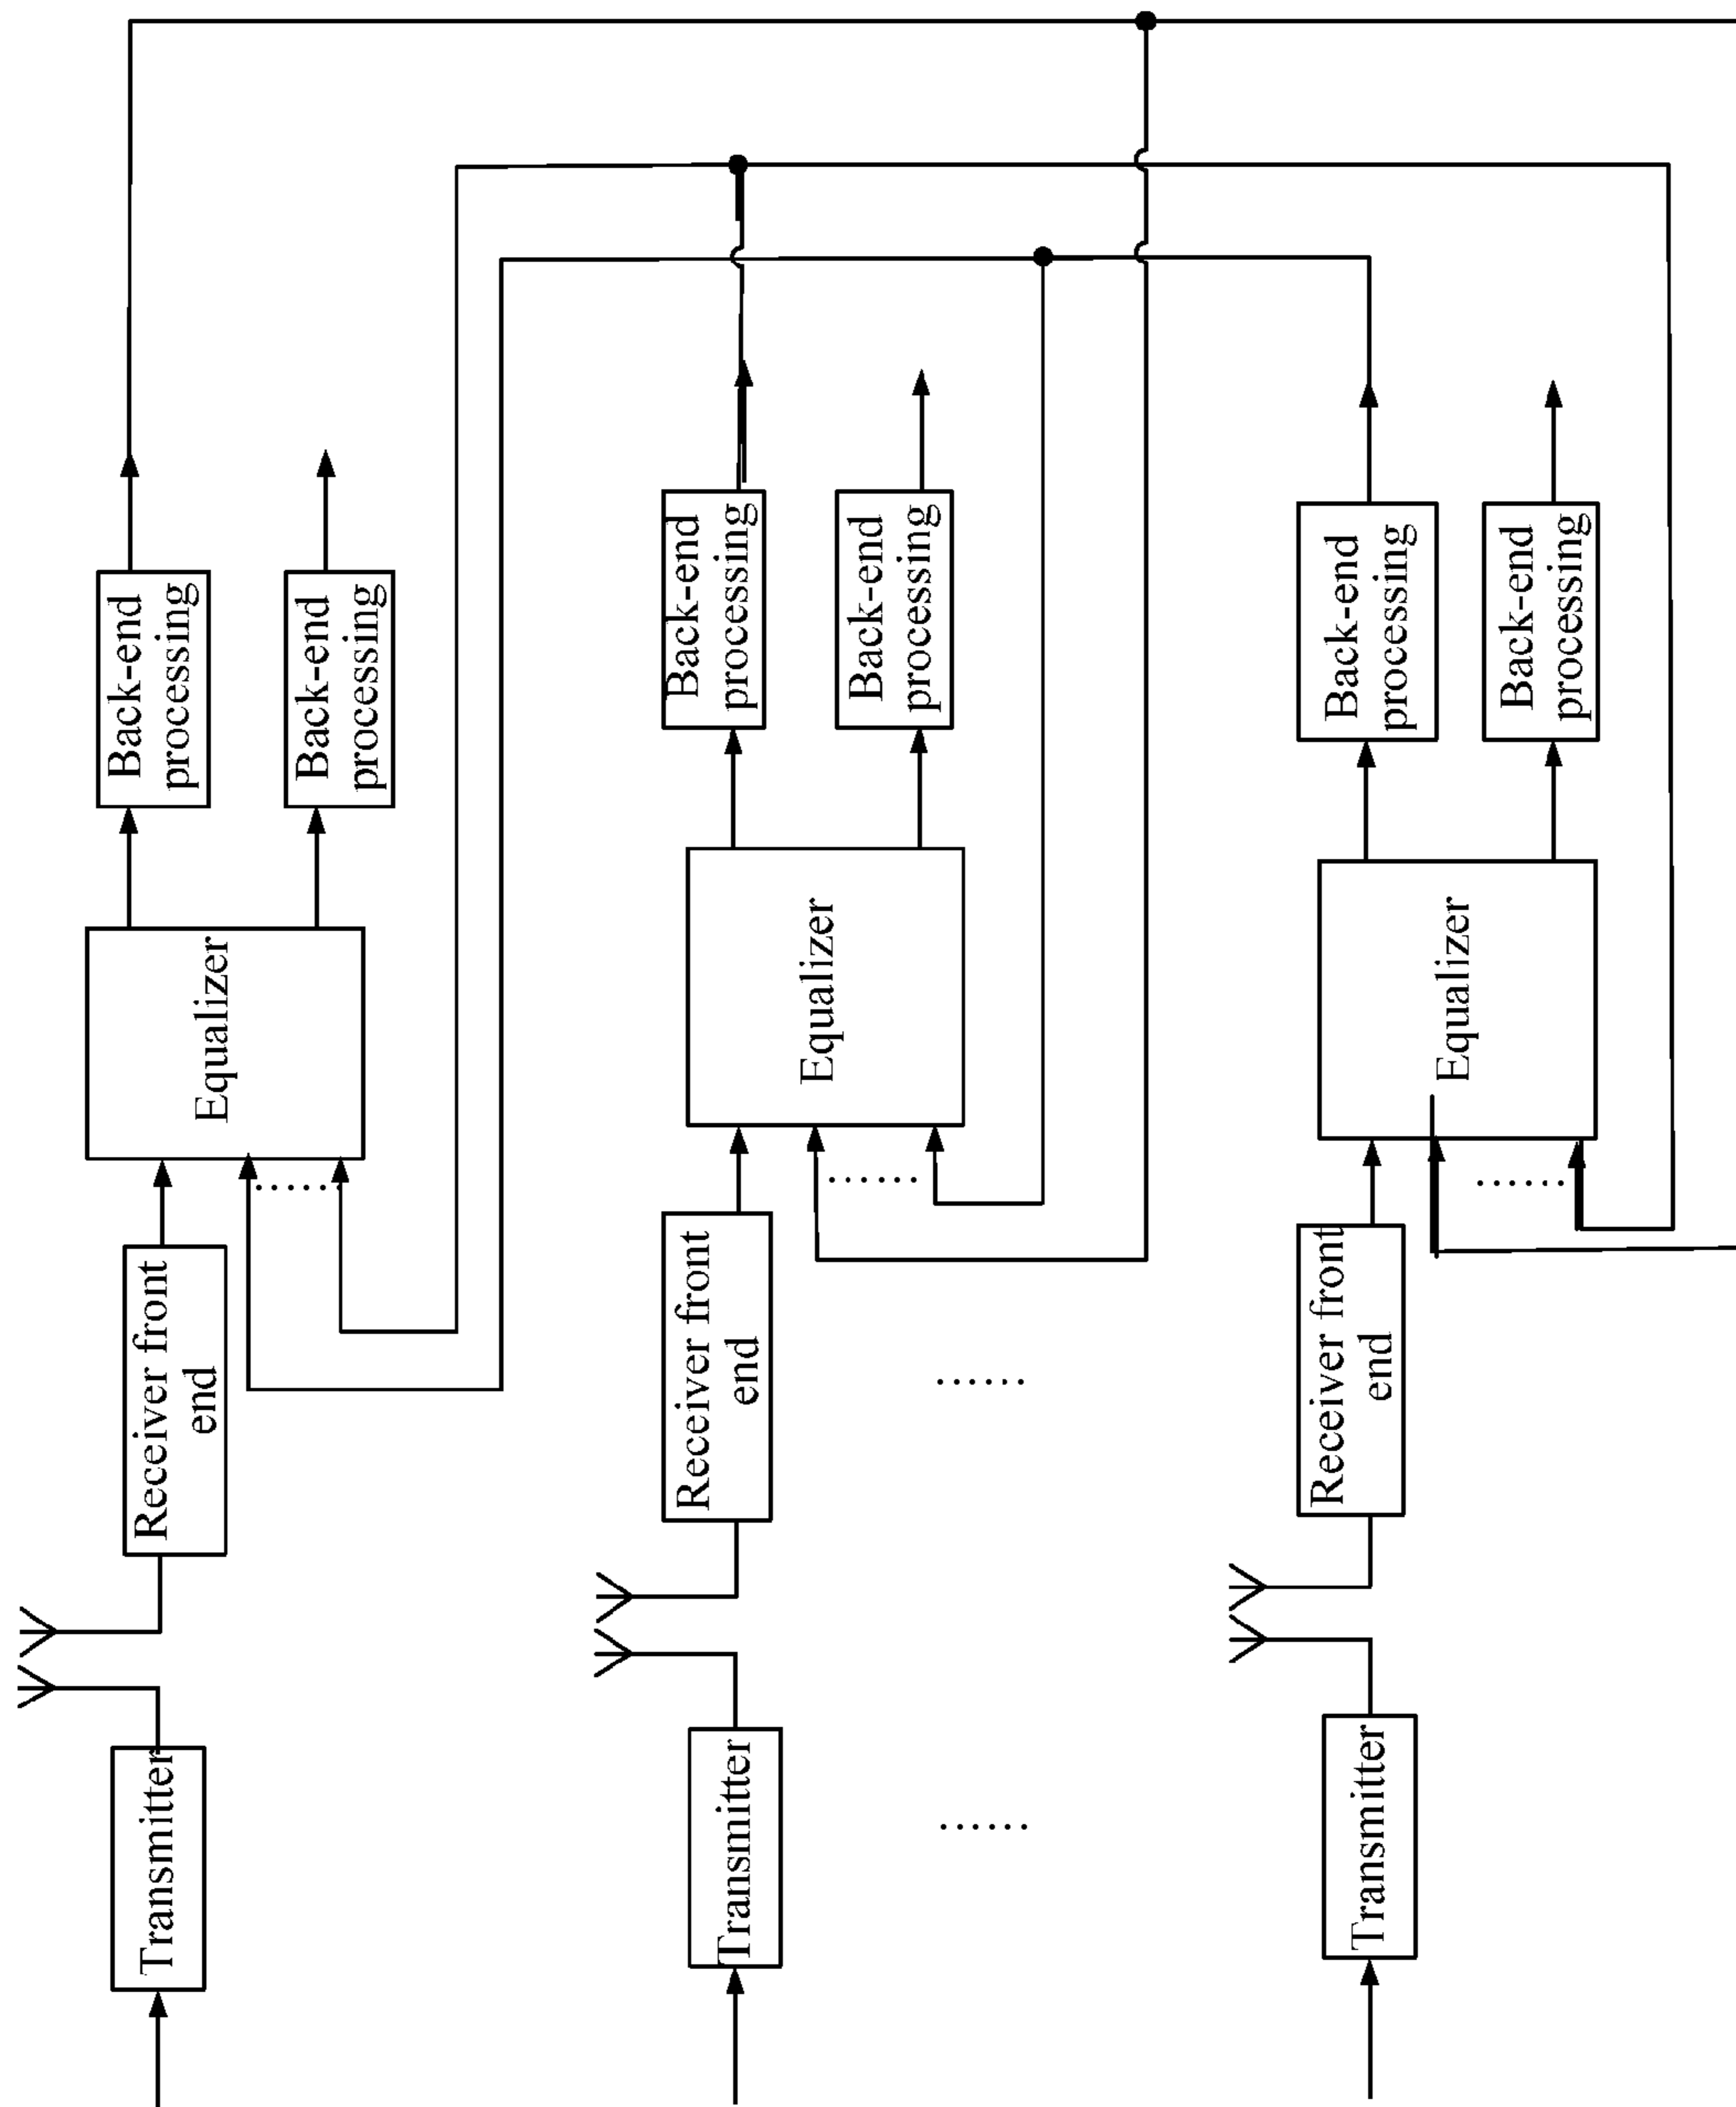 Transmitter
Receiver front
end
Equalizer
Back-end
processing
Back-end
processing
......
Transmitter
Receiver front
end
Equalizer
Back-end
processing
Back-end
processing
......
......
......
Transmitter
Receiver front
end
Equalizer
Back-end
processing
Back-end
processing
......